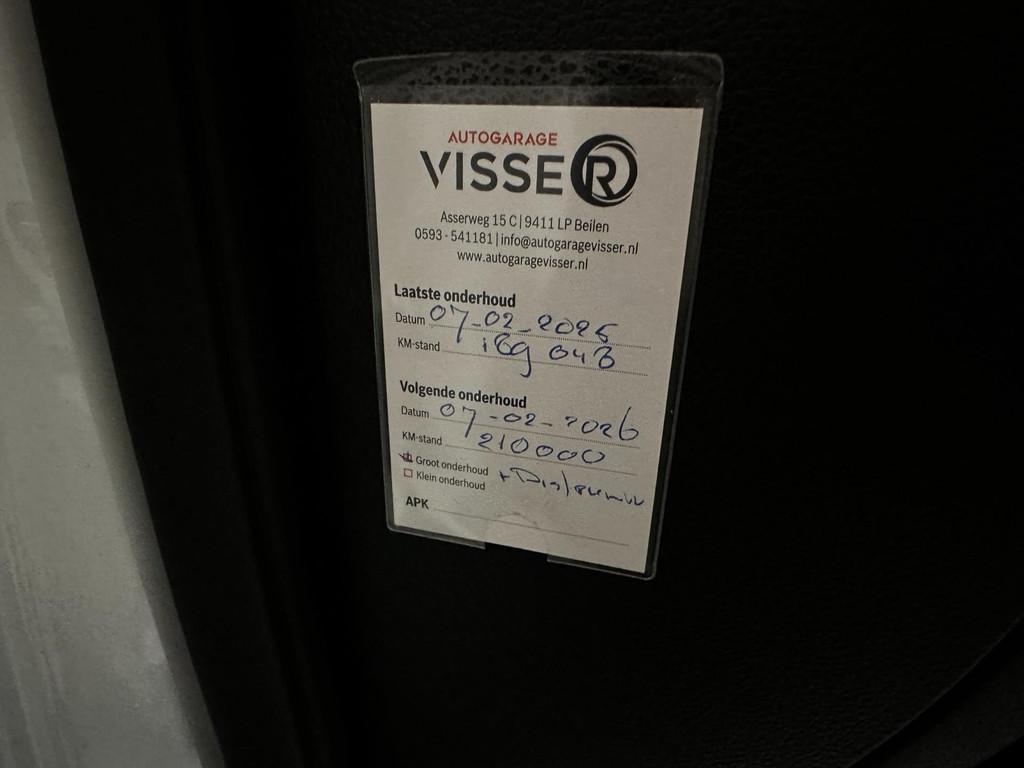 AUTOGARAGE
VISSER
Asserweg 15 C | 9411 LP Beilen
0593 - 541181 | info@autogaragevisser.nl
www.autogaragevisser.nl
Laatste onderhoud
Datum 07-02-2025
KM-stand 189 043
Volgende onderhoud
Datum 07-02-2026
KM-stand 210000
Groot onderhoud +
Klein onderhoud
APK